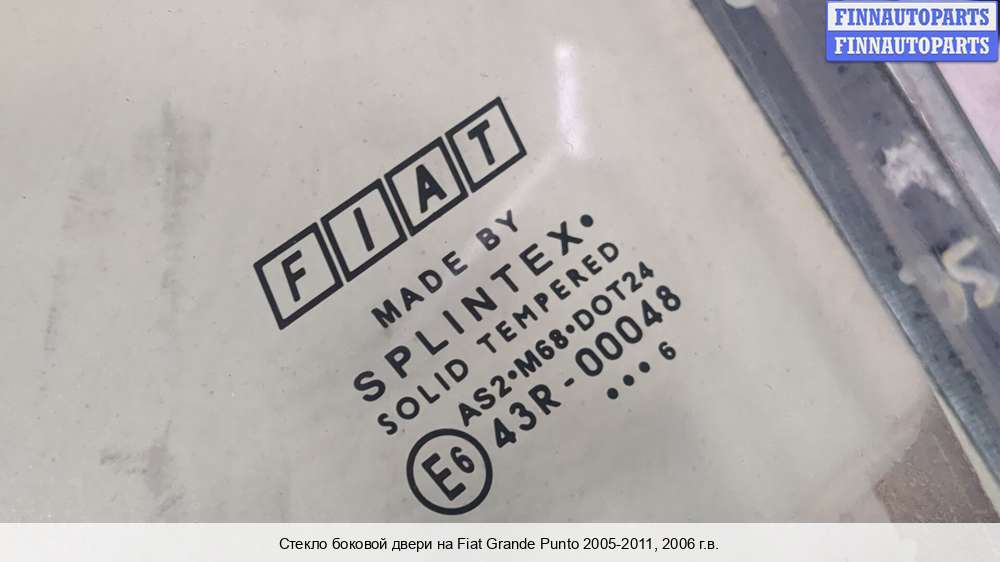 FINNAUTOPARTS
FINNAUTOPARTS
FIAT
MADE BY
SPLINTEX•
SOLID TEMPERED
AS2•M68•DOT24
E6 43R-00048
•••6
Стекло боковой двери на Fiat Grande Punto 2005-2011, 2006 г.в.